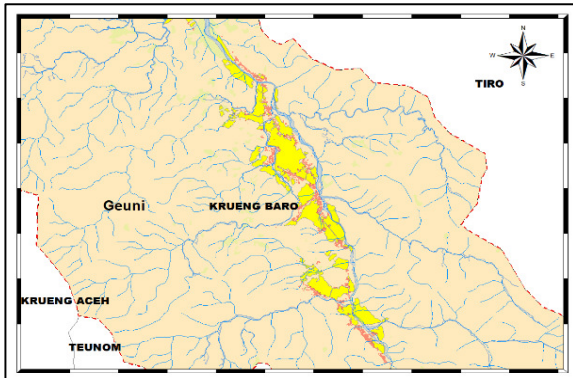 N
W E
S
TIRO
Geuni
KRUENG BARO
KRUENG ACEH
TEUNOM